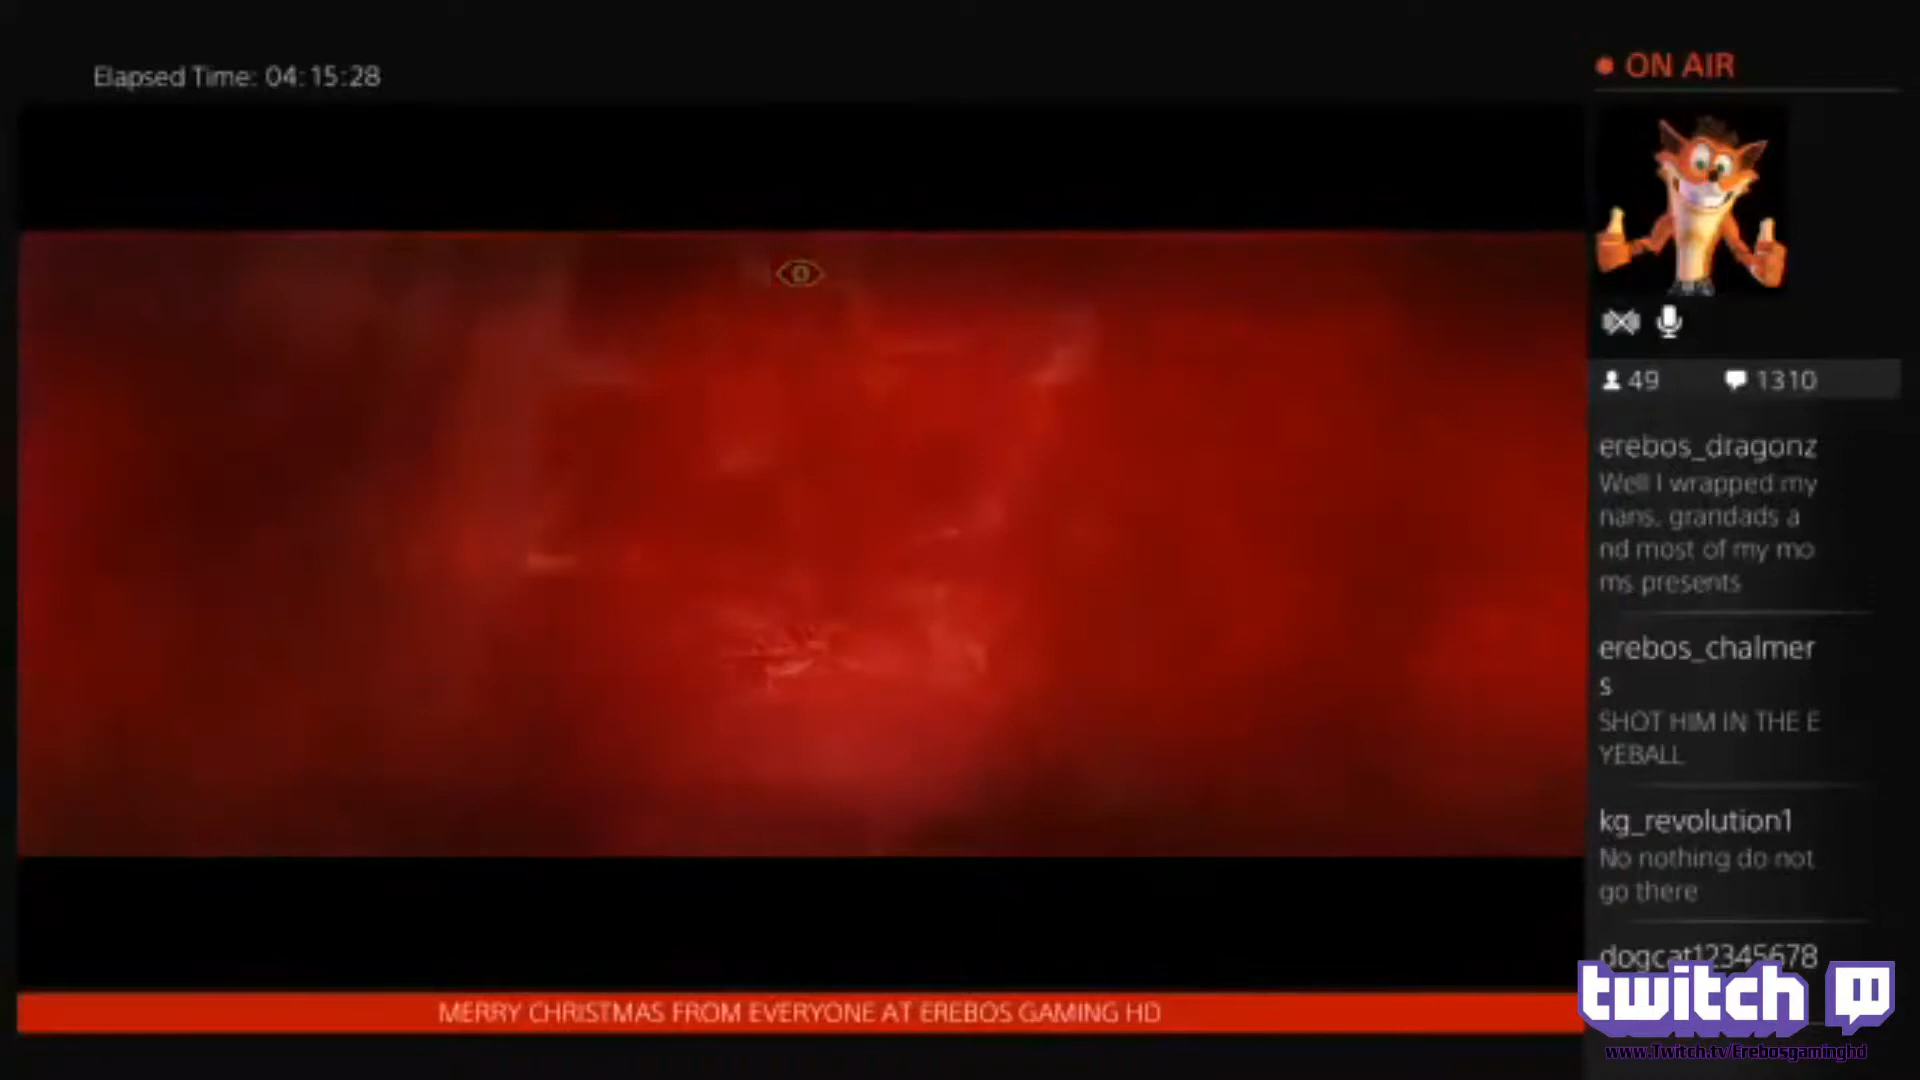 Elapsed Time: 04:15:28
ON AIR
49 1310
erebos_dragonz
Well I wrapped my
nans, grandads a
nd most of my mo
ms presents
erebos_chalmer
s
SHOT HIM IN THE E
YEBALL
kg_revolution1
No nothing do not
go there
dogcat12345678
twitch
MERRY CHRISTMAS FROM EVERYONE AT EREBOS GAMING HD
www.Twitch.tv/Erebosgaminghd